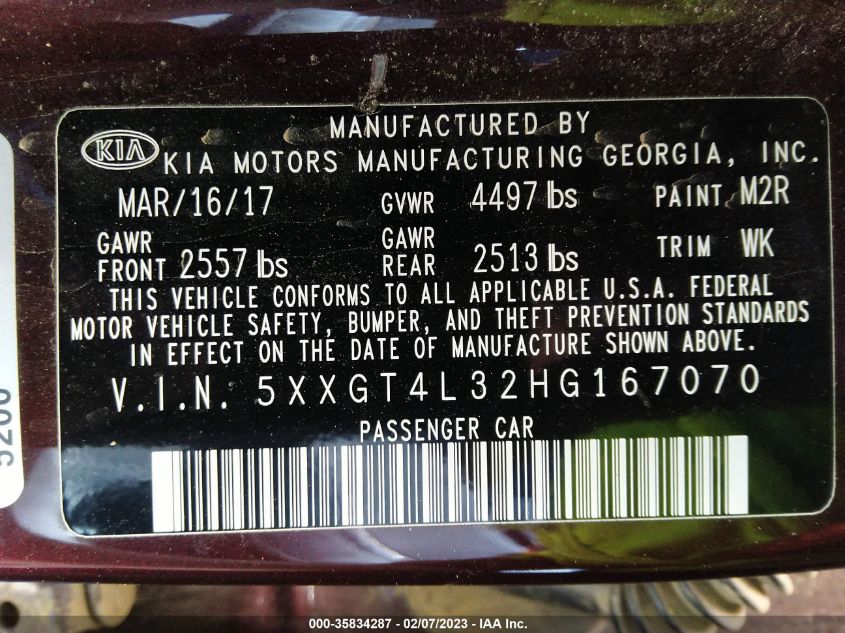 MANUFACTURED BY
KIA KIA MOTORS MANUFACTURING GEORGIA, INC.
MAR/16/17 GVWR 4497 lbs PAINT M2R
GAWR FRONT 2557 lbs GAWR REAR 2513 lbs TRIM WK
THIS VEHICLE CONFORMS TO ALL APPLICABLE U.S.A. FEDERAL
MOTOR VEHICLE SAFETY, BUMPER, AND THEFT PREVENTION STANDARDS
IN EFFECT ON THE DATE OF MANUFACTURE SHOWN ABOVE.
V.I.N. 5XXGT4L32HG167070
PASSENGER CAR
5200
000-35834287 - 02/07/2023 - IAA Inc.